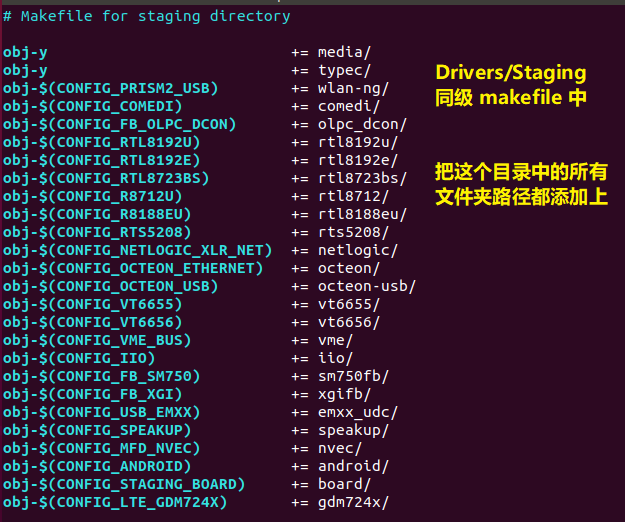 # Makefile for staging directory
obj-y += media/
obj-y += typec/
obj-$(CONFIG_PRISM2_USB) += wlan-ng/
obj-$(CONFIG_COMEDI) += comedi/
obj-$(CONFIG_FB_OLPC_DCON) += olpc_dcon/
obj-$(CONFIG_RTL8192U) += rtl8192u/
obj-$(CONFIG_RTL8192E) += rtl8192e/
obj-$(CONFIG_RTL8723BS) += rtl8723bs/
obj-$(CONFIG_R8712U) += rtl8712/
obj-$(CONFIG_R8188EU) += rtl8188eu/
obj-$(CONFIG_RTS5208) += rts5208/
obj-$(CONFIG_NETLOGIC_XLR_NET) += netlogic/
obj-$(CONFIG_OCTEON_ETHERNET) += octeon/
obj-$(CONFIG_OCTEON_USB) += octeon-usb/
obj-$(CONFIG_VT6655) += vt6655/
obj-$(CONFIG_VT6656) += vt6656/
obj-$(CONFIG_VME_BUS) += vme/
obj-$(CONFIG_IIO) += iio/
obj-$(CONFIG_FB_SM750) += sm750fb/
obj-$(CONFIG_FB_XGI) += xgifb/
obj-$(CONFIG_USB_EMXX) += emxx_udc/
obj-$(CONFIG_SPEAKUP) += speakup/
obj-$(CONFIG_MFD_NVEC) += nvec/
obj-$(CONFIG_ANDROID) += android/
obj-$(CONFIG_STAGING_BOARD) += board/
obj-$(CONFIG_LTE_GDM724X) += gdm724x/
Drivers/Staging
同级 makefile 中
把这个目录中的所有
文件夹路径都添加上